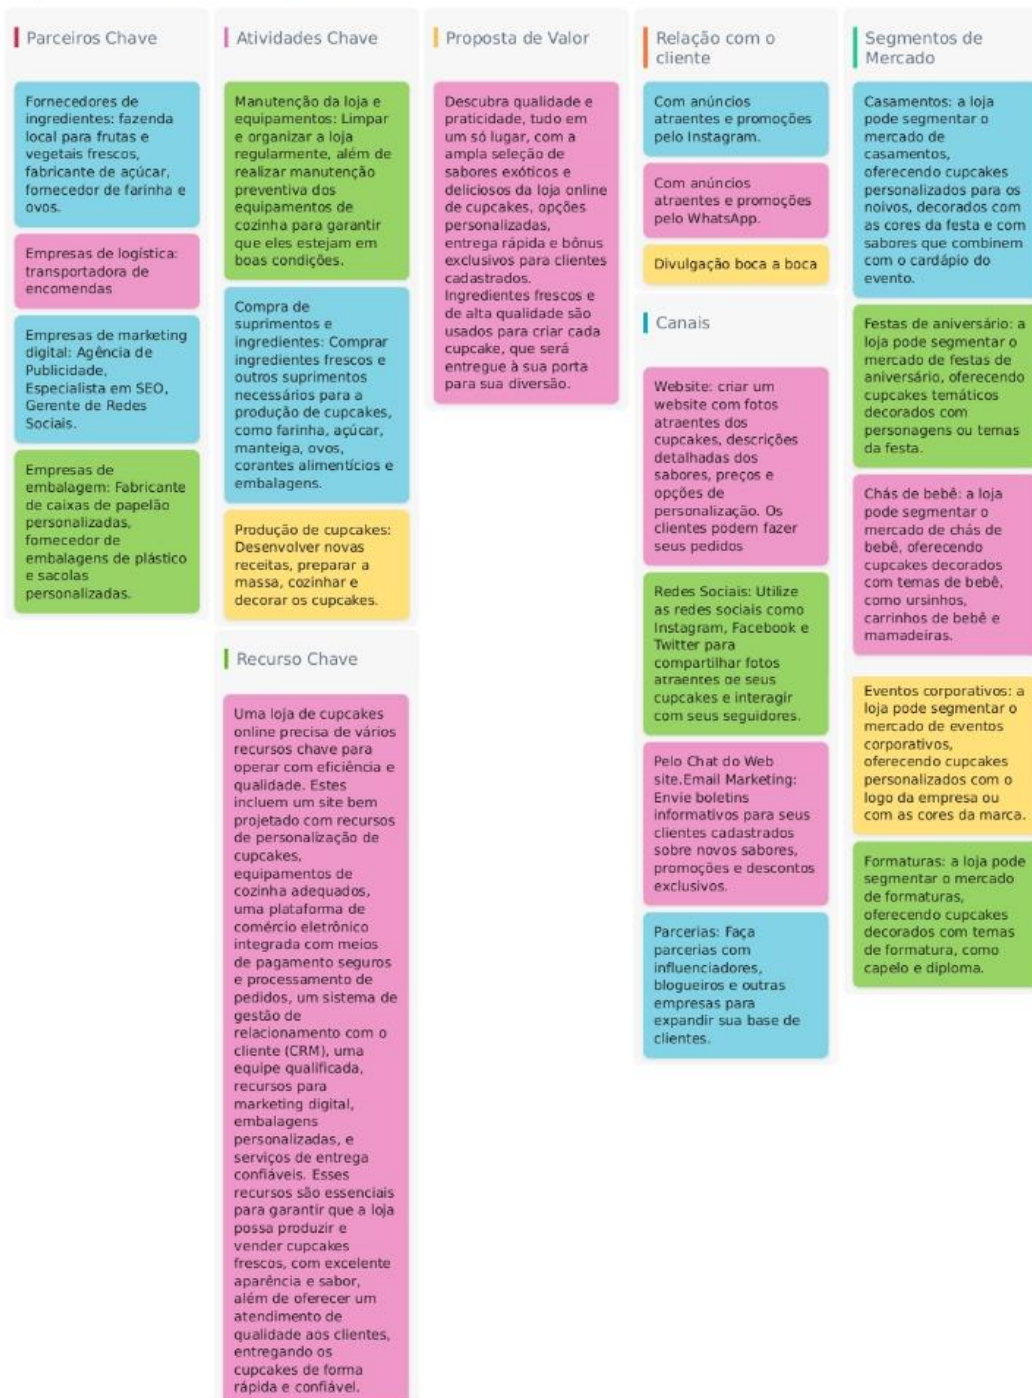 Parceiros Chave
Fornecedores de
ingredientes: fazenda
local para frutas e
vegetais frescos,
fabricante de açúcar,
fornecedor de farinha e
ovos.
Empresas de logística:
transportadora de
encomendas
Empresas de marketing
digital: Agência de
Publicidade,
Especialista em SEO,
Gerente de Redes
Sociais.
Empresas de
embalagem: Fabricante
de caixas de papelão
personalizadas,
fornecedor de
embalagens de plástico
e sacolas
personalizadas.
Atividades Chave
Manutenção da loja e
equipamentos: Limpar
e organizar a loja
regularmente, além de
realizar manutenção
preventiva dos
equipamentos de
cozinha para garantir
que eles estejam em
boas condições.
Compra de
suprimentos e
ingredientes: Comprar
ingredientes frescos e
outros suprimentos
necessários para a
produção de cupcakes,
como farinha, açúcar,
manteiga, ovos,
corantes alimentícios e
embalagens.
Produção de cupcakes:
Desenvolver novas
receitas, preparar a
massa, cozinhar e
decorar os cupcakes.
Recurso Chave
Uma loja de cupcakes
online precisa de vários
recursos chave para
operar com eficiência e
qualidade. Estes
incluem um site bem
projetado com recursos
de personalização de
cupcakes,
equipamentos de
cozinha adequados,
uma plataforma de
comércio eletrônico
integrada com meios
de pagamento seguros
e processamento de
pedidos, um sistema de
gestão de
relacionamento com o
cliente (CRM), uma
equipe qualificada,
recursos para
marketing digital,
embalagens
personalizadas, e
serviços de entrega
confiáveis. Esses
recursos são essenciais
para garantir que a loja
possa produzir e
vender cupcakes
frescos, com excelente
aparência e sabor,
além de oferecer um
atendimento de
qualidade aos clientes,
entregando os
cupcakes de forma
rápida e confiável.
Proposta de Valor
Descubra qualidade e
praticidade, tudo em
um só lugar, com a
ampla seleção de
sabores exóticos e
deliciosos da loja online
de cupcakes, opções
personalizadas,
entrega rápida e bônus
exclusivos para clientes
cadastrados.
Ingredientes frescos e
de alta qualidade são
usados para criar cada
cupcake, que será
entregue à sua porta
para sua diversão.
Relação com o
cliente
Com anúncios
atraentes e promoções
pelo Instagram.
Com anúncios
atraentes e promoções
pelo WhatsApp.
Divulgação boca a boca
Canais
Website: criar um
website com fotos
atraentes dos
cupcakes, descrições
detalhadas dos
sabores, preços e
opções de
personalização. Os
clientes podem fazer
seus pedidos
Redes Sociais: Utilize
as redes sociais como
Instagram, Facebook e
Twitter para
compartilhar fotos
atraentes de seus
cupcakes e interagir
com seus seguidores.
Pelo Chat do Web
site.Email Marketing:
Envie boletins
informativos para seus
clientes cadastrados
sobre novos sabores,
promoções e descontos
exclusivos.
Parcerias: Faça
parcerias com
influenciadores,
blogueiros e outras
empresas para
expandir sua base de
clientes.
Segmentos de
Mercado
Casamentos: a loja
pode segmentar o
mercado de
casamentos,
oferecendo cupcakes
personalizados para os
noivos, decorados com
as cores da festa e com
sabores que combinem
com o cardápio do
evento.
Festas de aniversário: a
loja pode segmentar o
mercado de festas de
aniversário, oferecendo
cupcakes temáticos
decorados com
personagens ou temas
da festa.
Chás de bebê: a loja
pode segmentar o
mercado de chás de
bebê, oferecendo
cupcakes decorados
com temas de bebê,
como ursinhos,
carrinhos de bebê e
mamadeiras.
Eventos corporativos: a
loja pode segmentar o
mercado de eventos
corporativos,
oferecendo cupcakes
personalizados com o
logo da empresa ou
com as cores da marca.
Formaturas: a loja pode
segmentar o mercado
de formaturas,
oferecendo cupcakes
decorados com temas
de formatura, como
capelo e diploma.